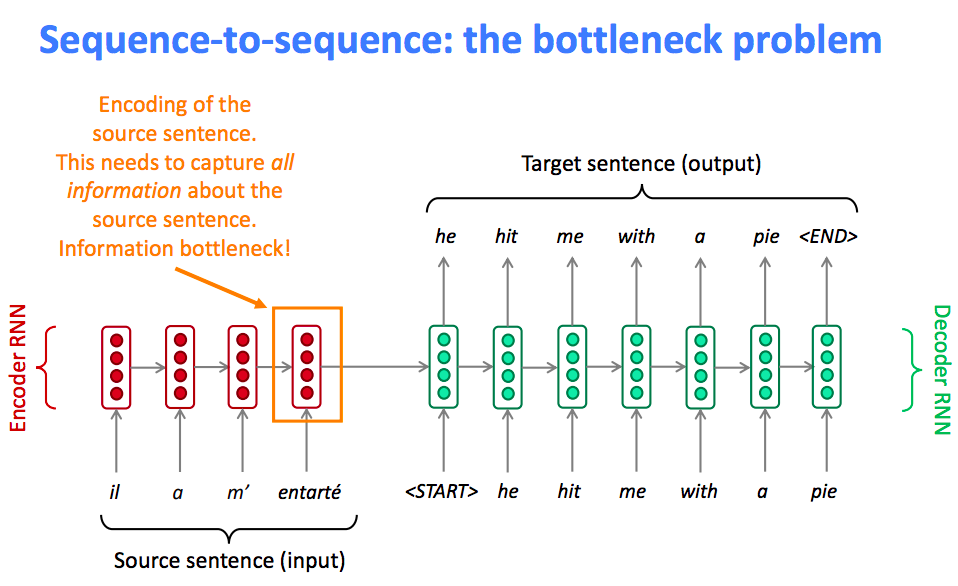 Sequence-to-sequence: the bottleneck problem
Encoding of the
source sentence.
This needs to capture all
information about the
source sentence.
Information bottleneck!
Target sentence (output)
he hit me with a pie <END>
Encoder RNN
Decoder RNN
il a m’ entarté
<START> he hit me with a pie
Source sentence (input)